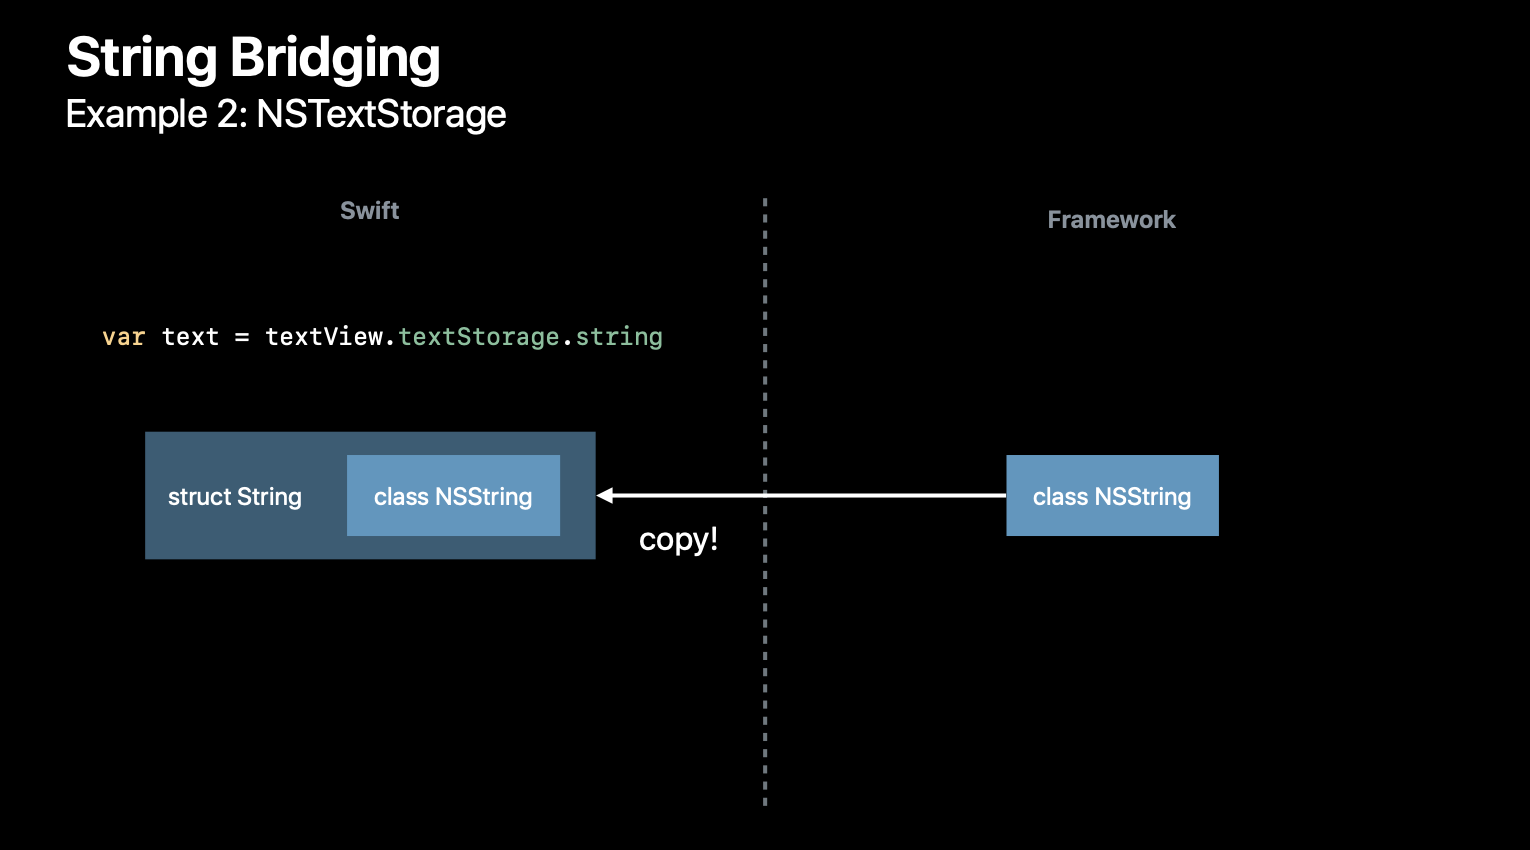 String Bridging
Example 2: NSTextStorage
Swift
Framework
var text = textView.textStorage.string
struct String
class NSString
class NSString
copy!